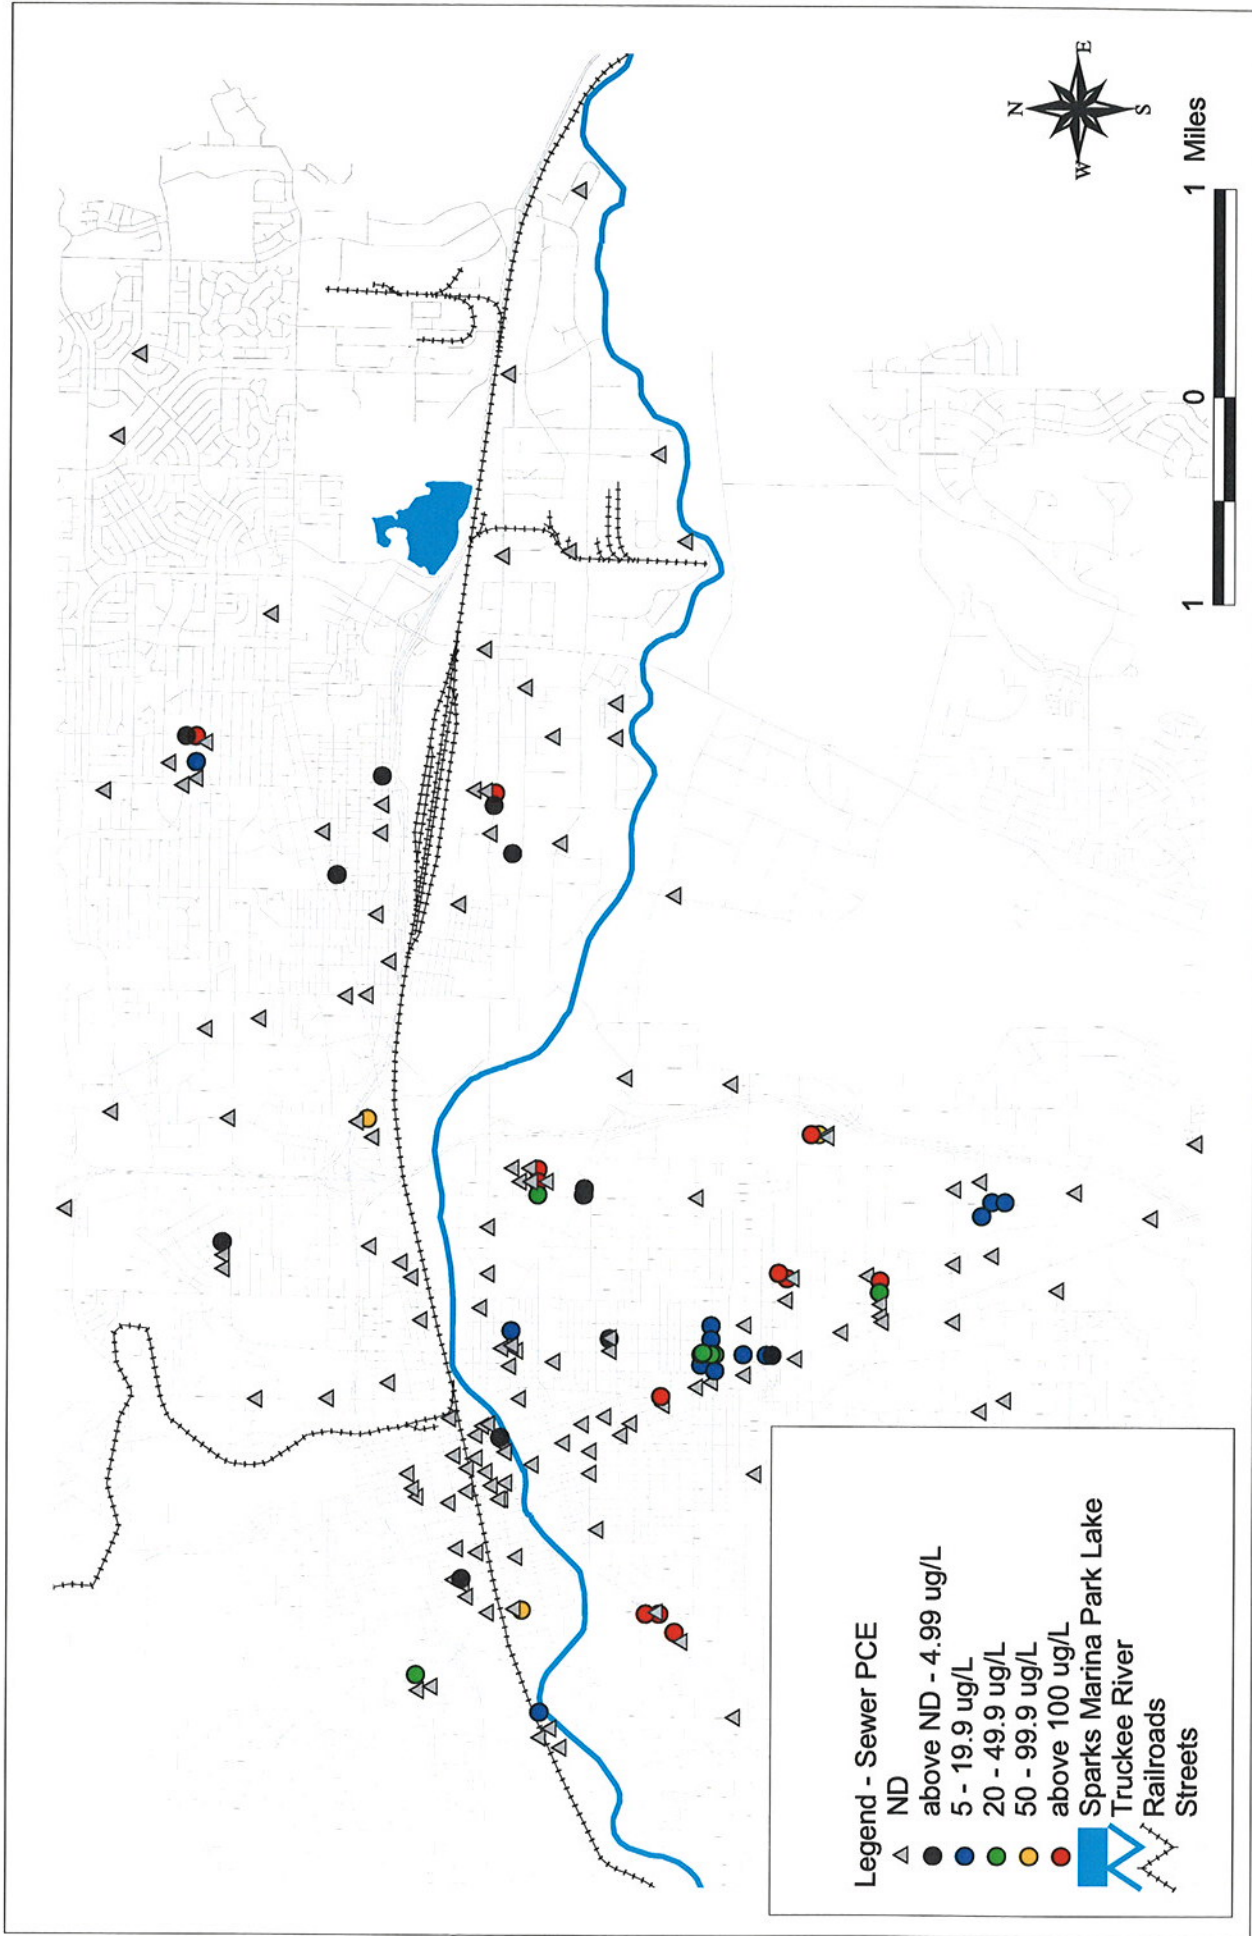 Legend - Sewer PCE
ND
above ND - 4.99 ug/L
5 - 19.9 ug/L
20 - 49.9 ug/L
50 - 99.9 ug/L
above 100 ug/L
Sparks Marina Park Lake
Truckee River
Railroads
Streets
N
W
E
S
1
0
1
Miles